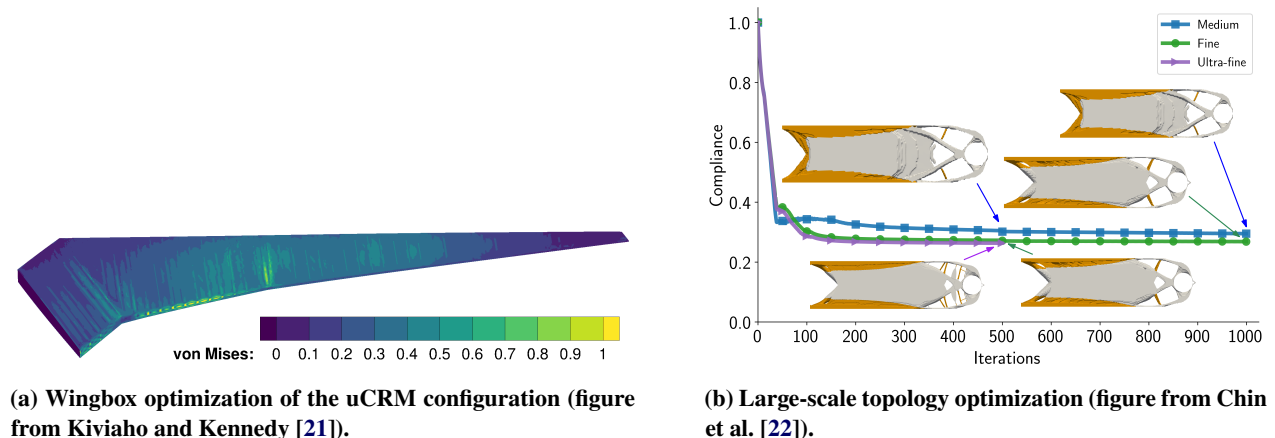 von Mises:
0 0.1 0.2 0.3 0.4 0.5 0.6 0.7 0.8 0.9 1
(a) Wingbox optimization of the uCRM configuration (figure
from Kiviaho and Kennedy [21]).
Compliance
1.0
0.8
0.6
0.4
0.2
0.0
Medium
Fine
Ultra-fine
0 100 200 300 400 500 600 700 800 900 1000
Iterations
(b) Large-scale topology optimization (figure from Chin
et al. [22]).